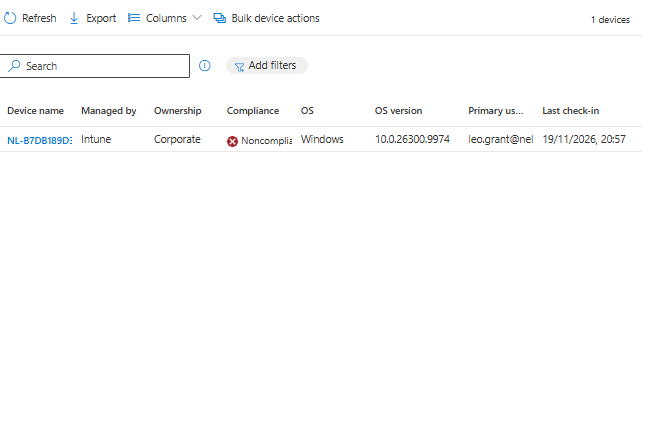 Refresh Export Columns Bulk device actions 1 devices
Search Add filters
Device name Managed by Ownership Compliance OS OS version Primary us... Last check-in
NL-B7DB189D3 Intune Corporate Noncomplia Windows 10.0.26300.9974 leo.grant@nel 19/11/2026, 20:57